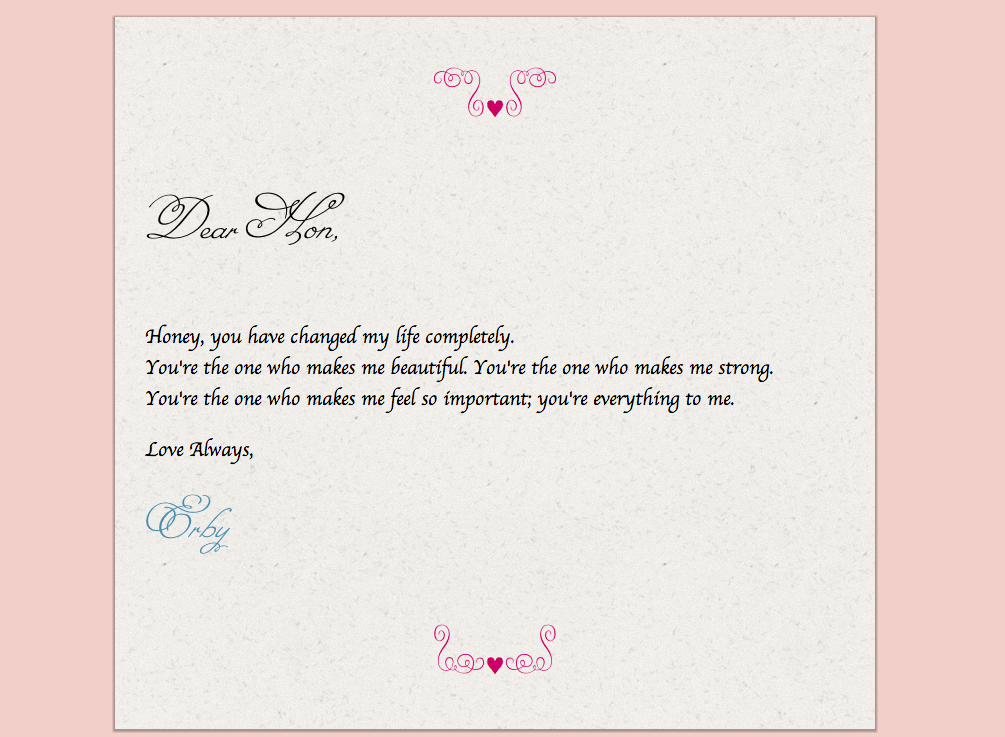 Dear Hon,
Honey, you have changed my life completely.
You're the one who makes me beautiful. You're the one who makes me strong.
You're the one who makes me feel so important; you're everything to me.
Love Always,
Erby